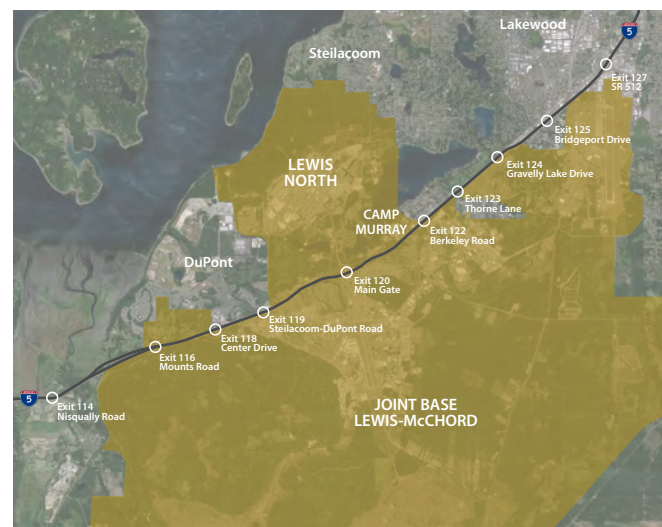 Lakewood
5
Steilacoom
Exit 127
SR 512
Exit 125
Bridgeport Drive
LEWIS
NORTH
Exit 124
Gravelly Lake Drive
Exit 123
Thorne Lane
CAMP
MURRAY
Exit 122
Berkeley Road
DuPont
Exit 120
Main Gate
Exit 119
Steilacoom-DuPont Road
Exit 118
Center Drive
Exit 116
Mounts Road
5
Exit 114
Nisqually Road
JOINT BASE
LEWIS-McCHORD